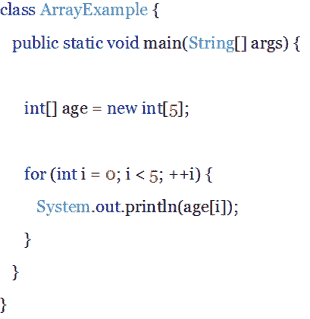 class ArrayExample {
public static void main(String[] args) {
int[] age = new int[5];
for (int i = 0; i < 5; ++i) {
System.out.println(age[i]);
}
}
}